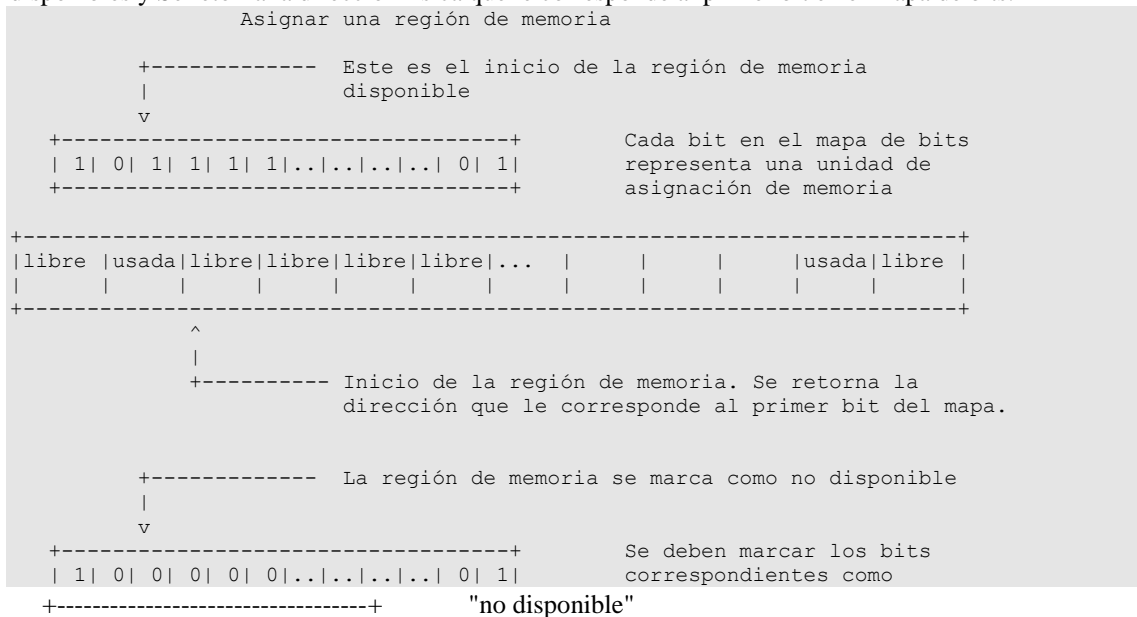 Asignar una región de memoria
+------------- Este es el inicio de la región de memoria
| disponible
v
+-----------------------------------+ Cada bit en el mapa de bits
| 1| 0| 1| 1| 1| 1|..|..|..|..| 0| 1| representa una unidad de
+-----------------------------------+ asignación de memoria
+-------------------------------------------------------------------------+
|libre |usada|libre|libre|libre|libre|... | | | |usada|libre |
| | | | | | | | | | | | |
+-------------------------------------------------------------------------+
^
|
+---------- Inicio de la región de memoria. Se retorna la
dirección que le corresponde al primer bit del mapa.
+------------- La región de memoria se marca como no disponible
|
v
+-----------------------------------+ Se deben marcar los bits
| 1| 0| 0| 0| 0| 0|..|..|..|..| 0| 1| correspondientes como
+-----------------------------------+ "no disponible"